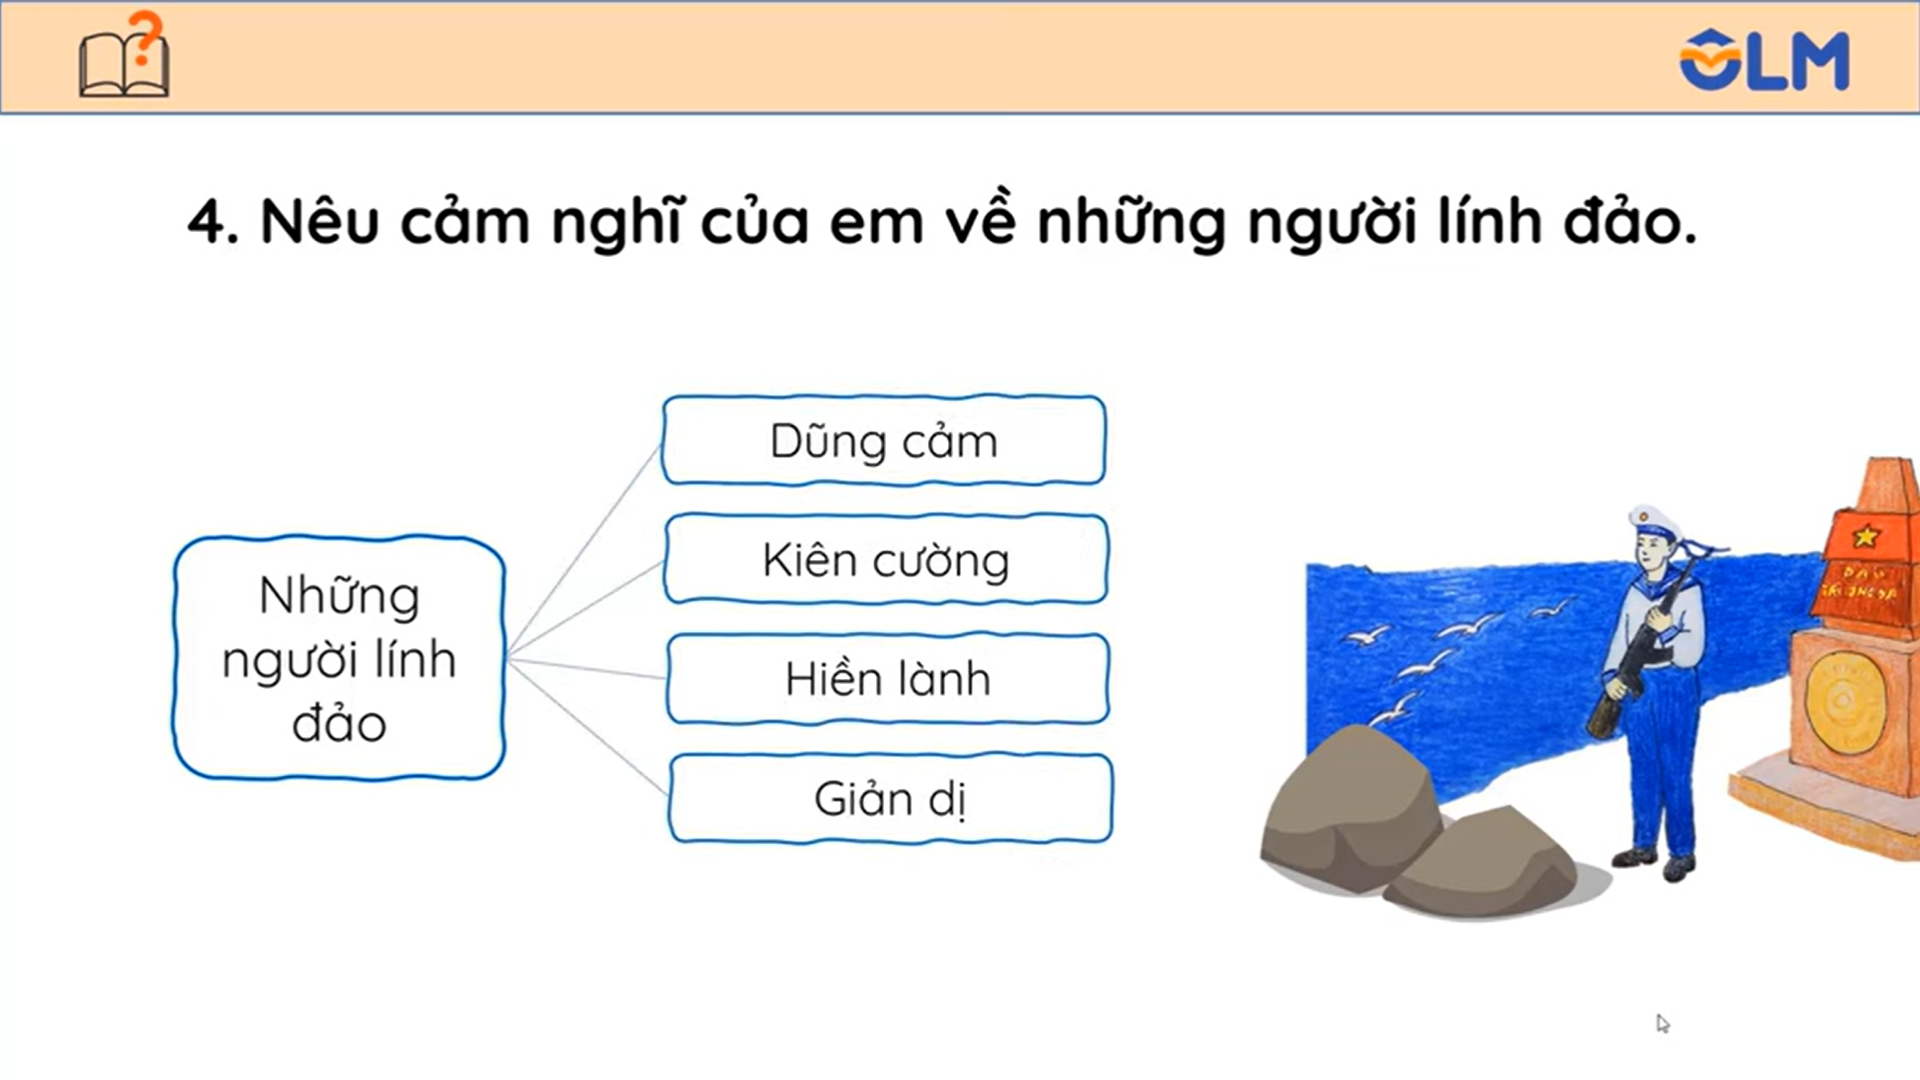 ?
OLM
4. Nêu cảm nghĩ của em về những người lính đảo.
Dũng cảm
Kiên cường
Hiền lành
Giản dị
Những
người lính
đảo